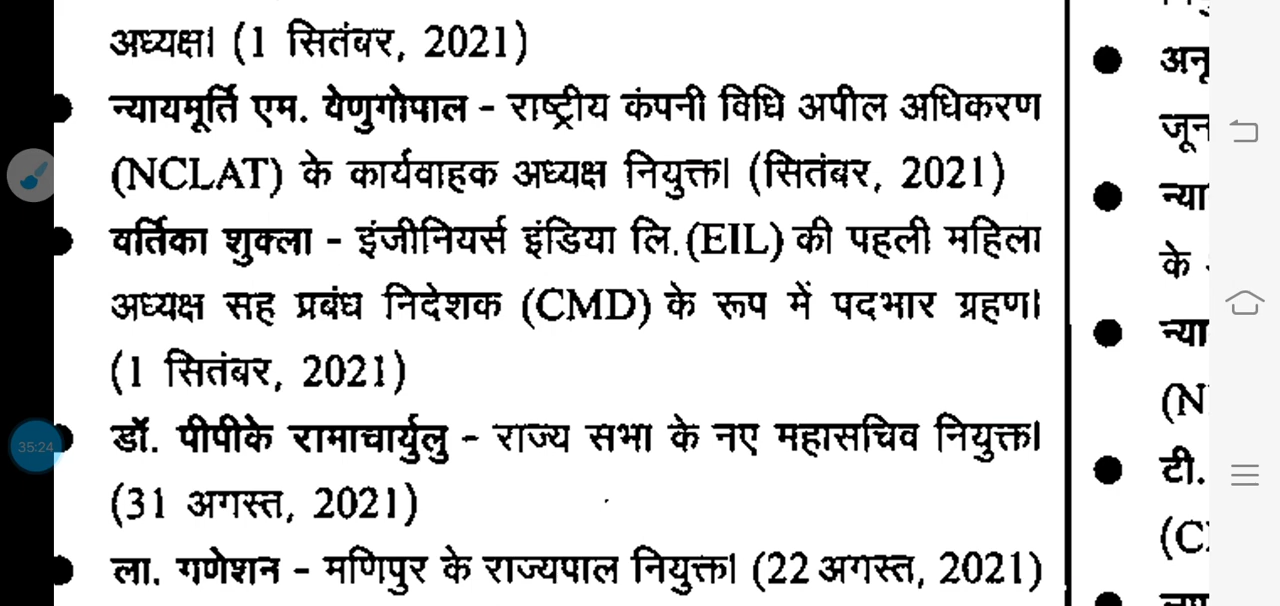 अध्यक्ष। (1 सितंबर, 2021)
न्यायमूर्ति एम. वेणुगोपाल - राष्ट्रीय कंपनी विधि अपील अधिकरण
(NCLAT) के कार्यवाहक अध्यक्ष नियुक्त। (सितंबर, 2021)
वर्तिका शुक्ला - इंजीनियर्स इंडिया लि.(EIL) की पहली महिला
अध्यक्ष सह प्रबंध निदेशक (CMD) के रूप में पदभार ग्रहण।
(1 सितंबर, 2021)
35:24
डॉ. पीपीके रामाचार्युलु - राज्य सभा के नए महासचिव नियुक्त।
(31 अगस्त, 2021)
ला. गणेशन - मणिपुर के राज्यपाल नियुक्त। (22 अगस्त, 2021)
जून
के
टी.